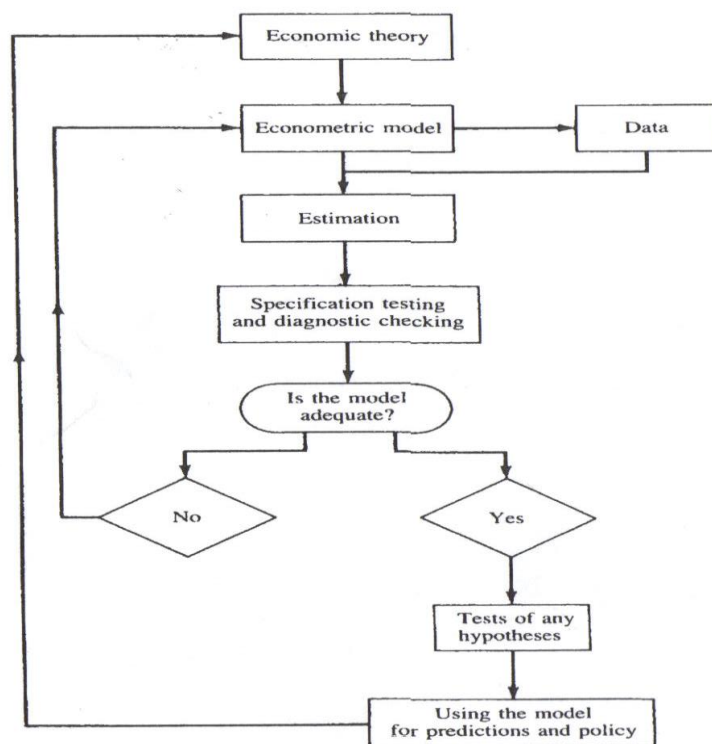 Economic theory
Econometric model
Data
Estimation
Specification testing
and diagnostic checking
Is the model
adequate?
No
Yes
Tests of any
hypotheses
Using the model
for predictions and policy